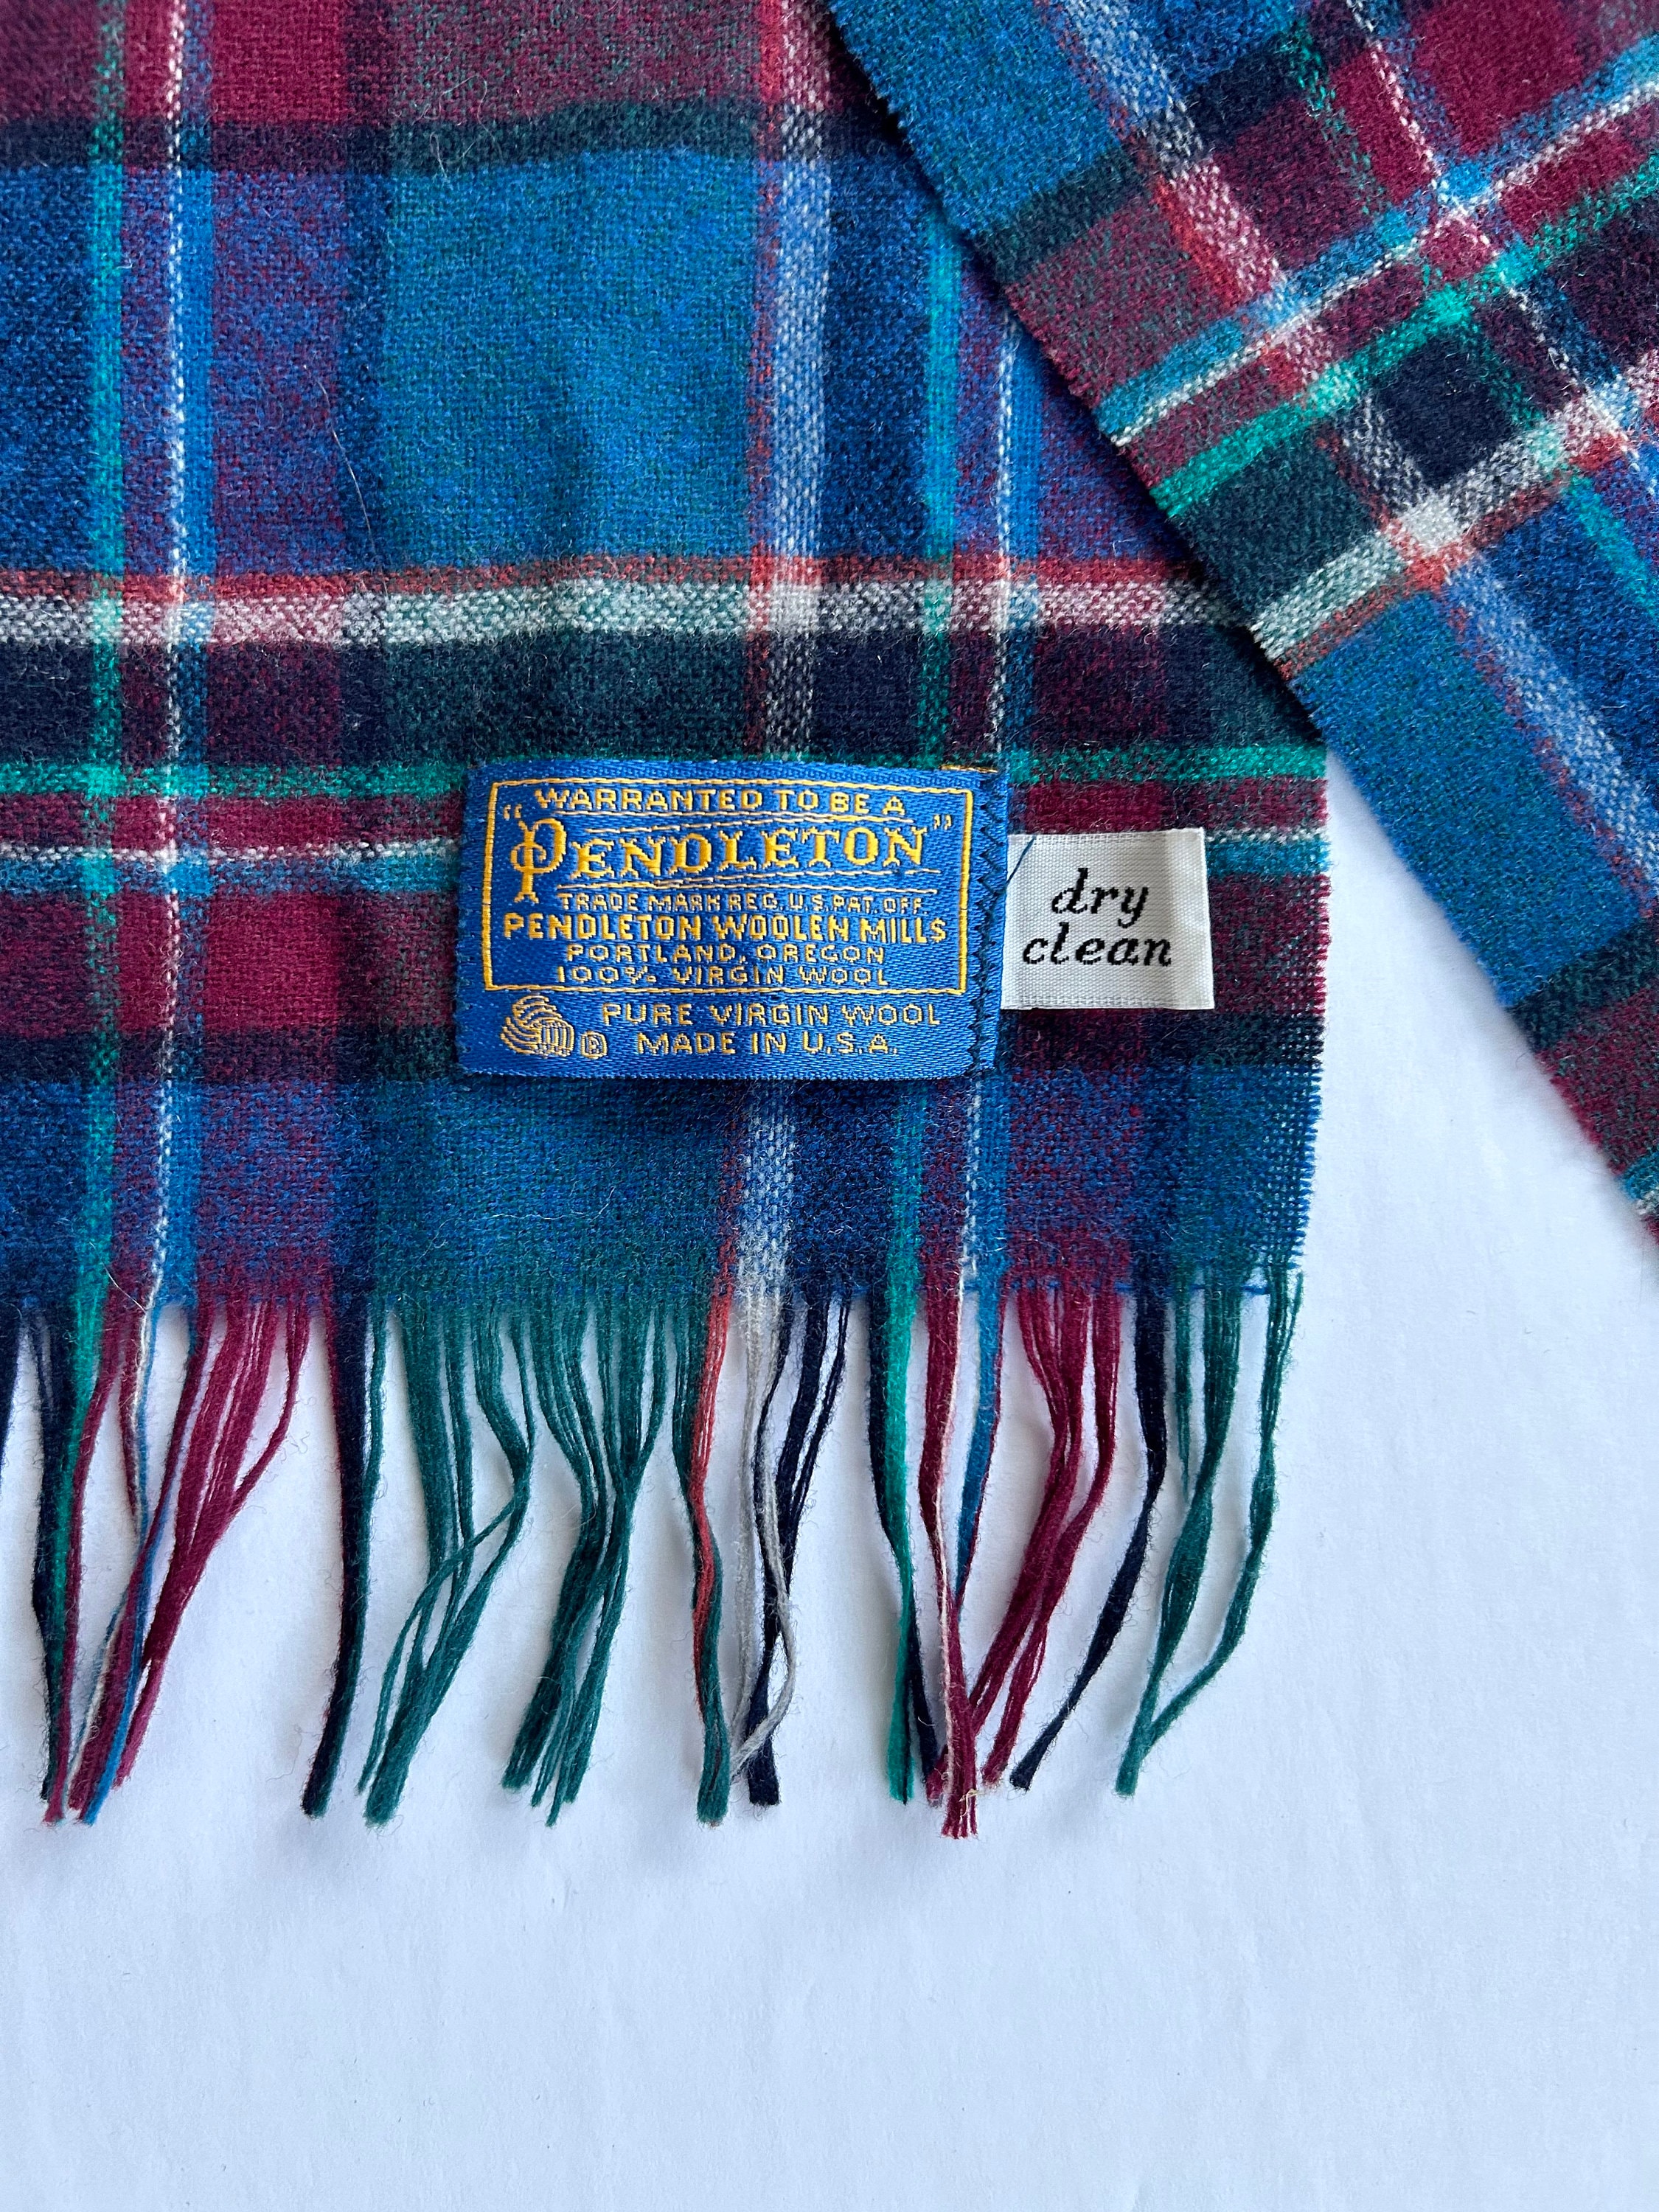 WARRANTED TO BE A
"PENDLETON"
TRADE MARK REG. U.S. PAT. OFF.
PENDLETON WOOLEN MILLS
PORTLAND, OREGON
100% VIRGIN WOOL
PURE VIRGIN WOOL
MADE IN U.S.A.
dry
clean